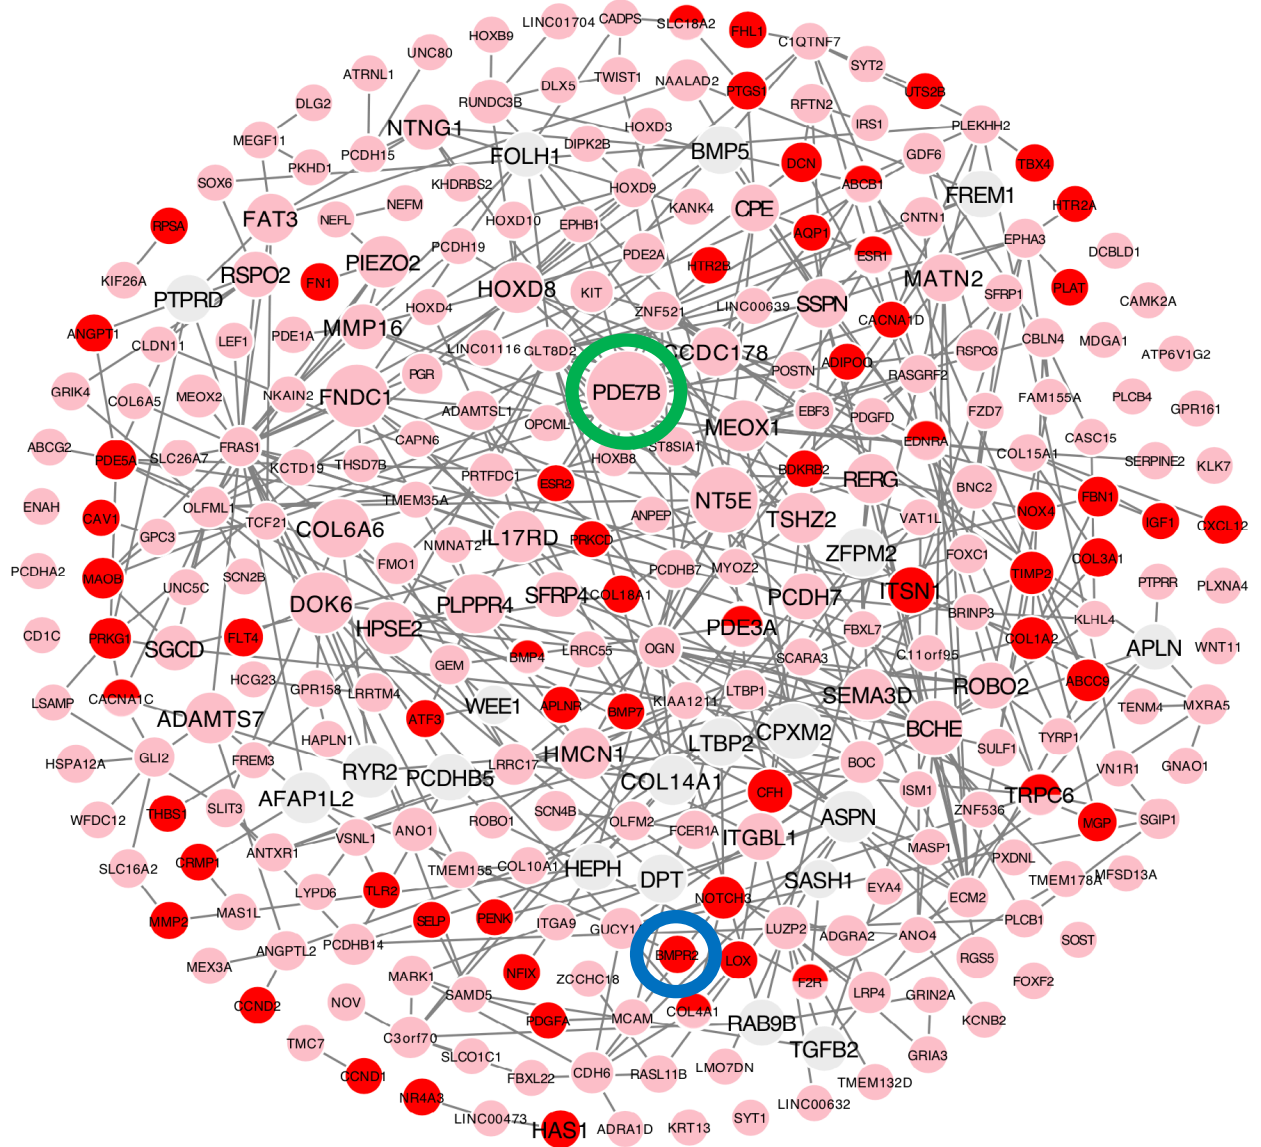 LINC01704
CADPS
SLC18A2
FHL1
C1QTNF7
HOXB9
UNC80
SYT2
ATRNL1
DLX5
TWIST1
NAALAD2
PTGS1
UTS2B
DLG2
RUNDC3B
RFTN2
IRS1
PLEKHH2
NTNG1
HOXD3
MEGF11
PCDH15
FOLH1
DIPK2B
BMP5
DCN
GDF6
TBX4
PKHD1
SOX6
KHDRBS2
HOXD9
ABCB1
FREM1
HTR2A
NEFM
KANK4
CPE
CNTN1
RPSA
FAT3
NEFL
HOXD10
EPHB1
AQP1
EPHA3
DCBLD1
PCDH19
PDE2A
ESR1
KIF26A
RSPO2
FN1
PIEZO2
HTR2B
MATN2
PLAT
PTPRD
HOXD8
KIT
SFRP1
CAMK2A
HOXD4
ZNF521
LINC00639
SSPN
CACNA1D
ANGPT1
CLDN11
LEF1
PDE1A
MMP16
LINC01116
GLT8D2
CCDC178
ADIPOQ
RSPO3
CBLN4
MDGA1
ATP6V1G2
POSTN
RASGRF2
GRIK4
COL6A5
MEOX2
NKAIN2
FNDC1
PGR
PDE7B
FAM155A
PLCB4
GPR161
ADAMTSL1
OPCML
MEOX1
EBF3
PDGFD
FZD7
ABCG2
PDE5A
SLC26A7
FRAS1
CAPN6
HOXB8
ST8SIA1
EDNRA
COL15A1
CASC15
SERPINE2
KLK7
KCTD19
THSD7B
PRTFDC1
ESR2
BDKRB2
RERG
BNC2
ENAH
CAV1
OLFML1
TMEM35A
NT5E
NOX4
FBN1
IGF1
CXCL12
TCF21
COL6A6
ANPEP
TSHZ2
VAT1L
GPC3
NMNAT2
IL17RD
PRKCD
ZFPM2
FOXC1
COL3A1
PCDHA2
MAOB
UNC5C
SCN2B
FMO1
PCDHB7
MYOZ2
TIMP2
PTPRR
PLXNA4
DOK6
PLPPR4
SFRP4
COL18A1
PCDH7
ITSN1
BRINP3
KLHL4
CD1C
PRKG1
SGCD
FLT4
HPSE2
PDE3A
FBXL7
COL1A2
APLN
WNT11
BMP4
LRRC55
OGN
SCARA3
C11orf95
LSAMP
CACNA1C
HCG23
GPR158
LRRTM4
GEM
KIAA1211
LTBP1
SEMA3D
ROBO2
ABCC9
TENM4
MXRA5
ADAMTS7
ATF3
WEE1
APLNR
BMP7
HSPA12A
GLI2
FREM3
HAPLN1
RYR2
PCDHB5
LRRC17
HMCN1
LTBP2
CPXM2
BCHE
SULF1
TYRP1
BOC
VN1R1
GNAO1
AFAP1L2
COL14A1
CFH
ISM1
TRPC6
WFDC12
THBS1
SLIT3
VSNL1
ANO1
ROBO1
SCN4B
OLFM2
FCER1A
ITGBL1
ASPN
ZNF536
MGP
SGIP1
SLC16A2
CRMP1
ANTXR1
TMEM155
COL10A1
HEPH
MASP1
PXDNL
LYPD6
TLR2
DPT
SASH1
EYA4
TMEM178A
MFSD13A
MMP2
MAS1L
SELP
PENK
ITGA9
NOTCH3
ECM2
PLCB1
GUCY1A
LUZP2
ADGRA2
ANO4
SOST
ANGPTL2
PCDHB14
MEX3A
BMPR2
LOX
RGS5
MARK1
NFIX
ZCCHC18
F2R
FOXF2
CCND2
NOV
SAMD5
LRP4
GRIN2A
PDGFA
MCAM
COL4A1
RAB9B
KCNB2
TMC7
C3orf70
TGFB2
SLCO1C1
GRIA3
CCND1
FBXL22
CDH6
RASL11B
LMO7DN
TMEM132D
NR4A3
LINC00632
LINC00473
HAS1
ADRA1D
KRT13
SYT1